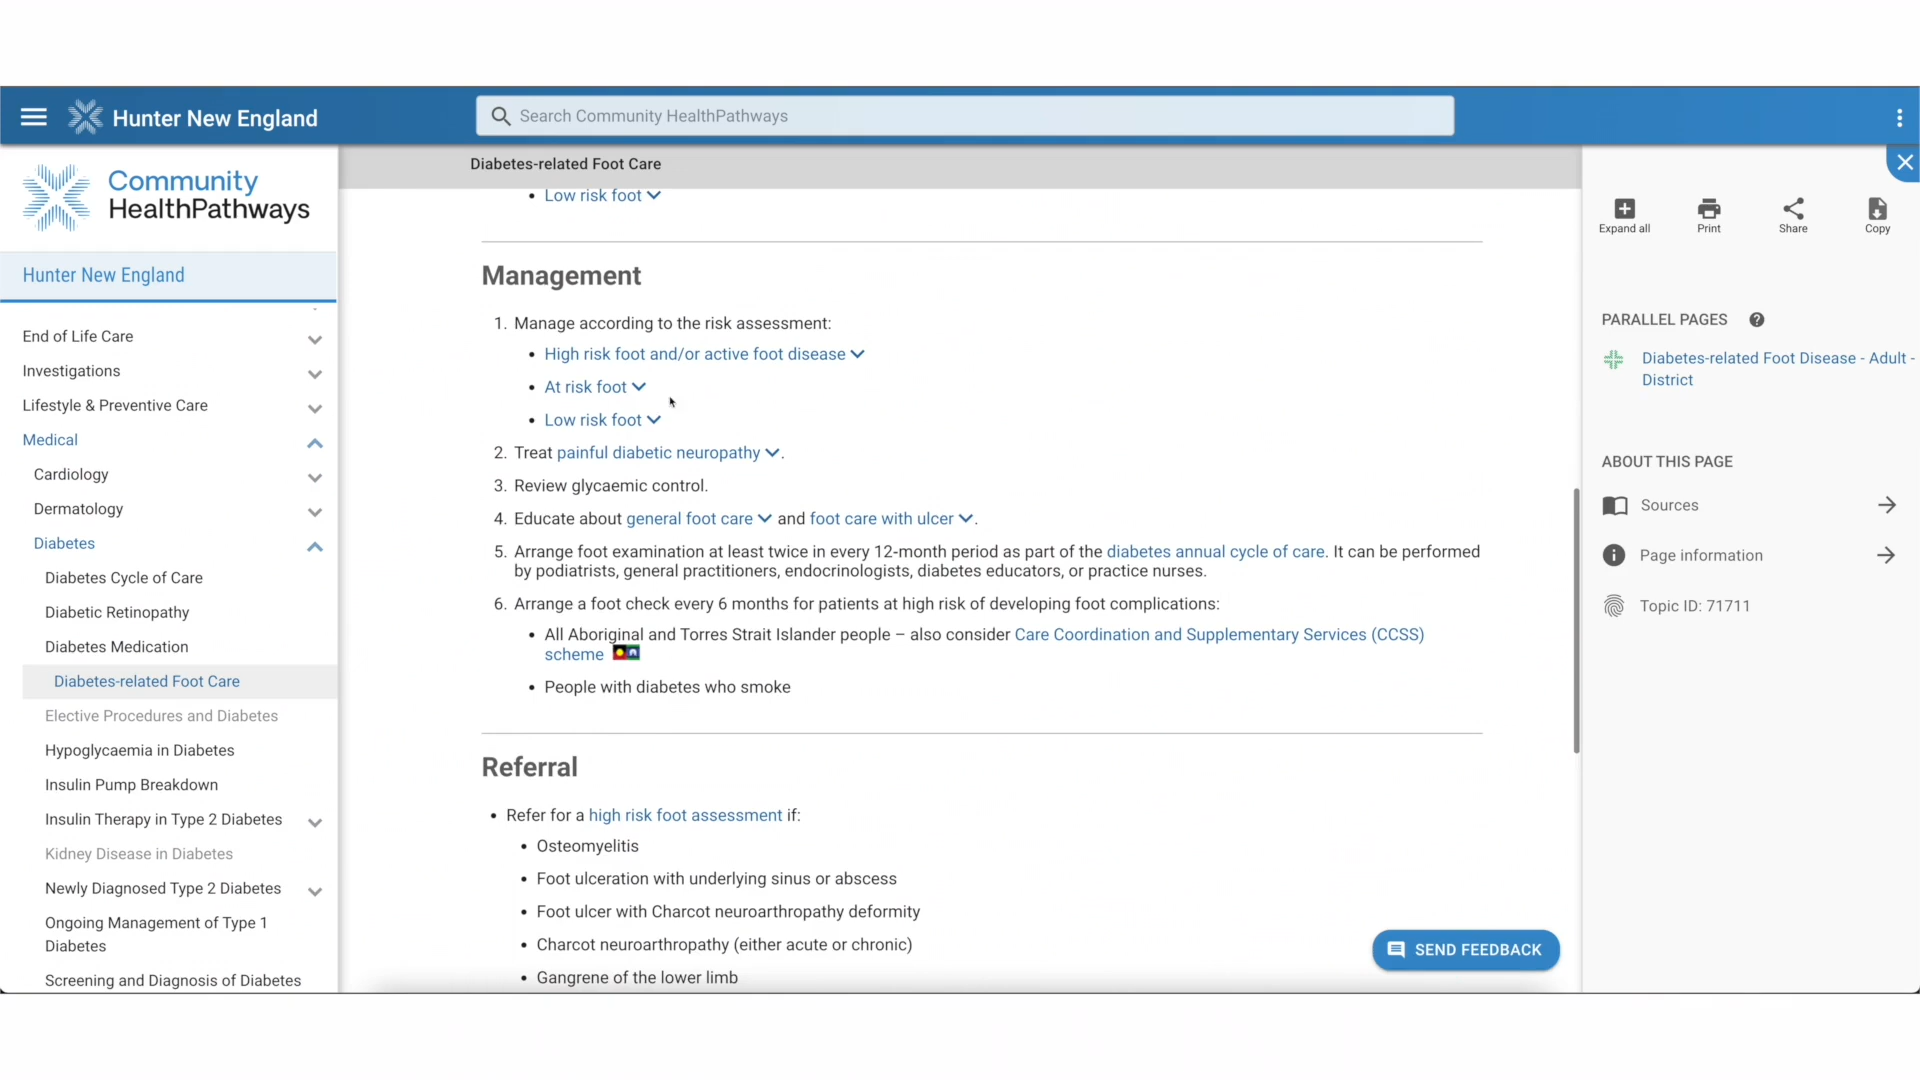 Hunter New England
Search Community HealthPathways
Community
HealthPathways
Hunter New England
End of Life Care
Investigations
Lifestyle & Preventive Care
Medical
Cardiology
Dermatology
Diabetes
Diabetes Cycle of Care
Diabetic Retinopathy
Diabetes Medication
Diabetes-related Foot Care
Elective Procedures and Diabetes
Hypoglycaemia in Diabetes
Insulin Pump Breakdown
Insulin Therapy in Type 2 Diabetes
Kidney Disease in Diabetes
Newly Diagnosed Type 2 Diabetes
Ongoing Management of Type 1
Diabetes
Screening and Diagnosis of Diabetes
Diabetes-related Foot Care
• Low risk foot
Management
1. Manage according to the risk assessment:
• High risk foot and/or active foot disease
• At risk foot
• Low risk foot
2. Treat painful diabetic neuropathy.
3. Review glycaemic control.
4. Educate about general foot care and foot care with ulcer.
5. Arrange foot examination at least twice in every 12-month period as part of the diabetes annual cycle of care. It can be performed
by podiatrists, general practitioners, endocrinologists, diabetes educators, or practice nurses.
6. Arrange a foot check every 6 months for patients at high risk of developing foot complications:
• All Aboriginal and Torres Strait Islander people – also consider Care Coordination and Supplementary Services (CCSS)
scheme
• People with diabetes who smoke
Referral
• Refer for a high risk foot assessment if:
• Osteomyelitis
• Foot ulceration with underlying sinus or abscess
• Foot ulcer with Charcot neuroarthropathy deformity
• Charcot neuroarthropathy (either acute or chronic)
• Gangrene of the lower limb
SEND FEEDBACK
Expand all
Print
Share
Copy
PARALLEL PAGES
Diabetes-related Foot Disease - Adult -
District
ABOUT THIS PAGE
Sources
Page information
Topic ID: 71711